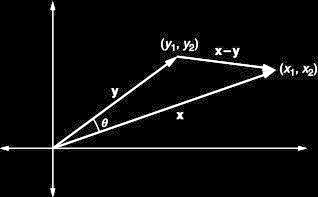 (y₁, y₂)
x−y
(x₁, x₂)
y
θ
x